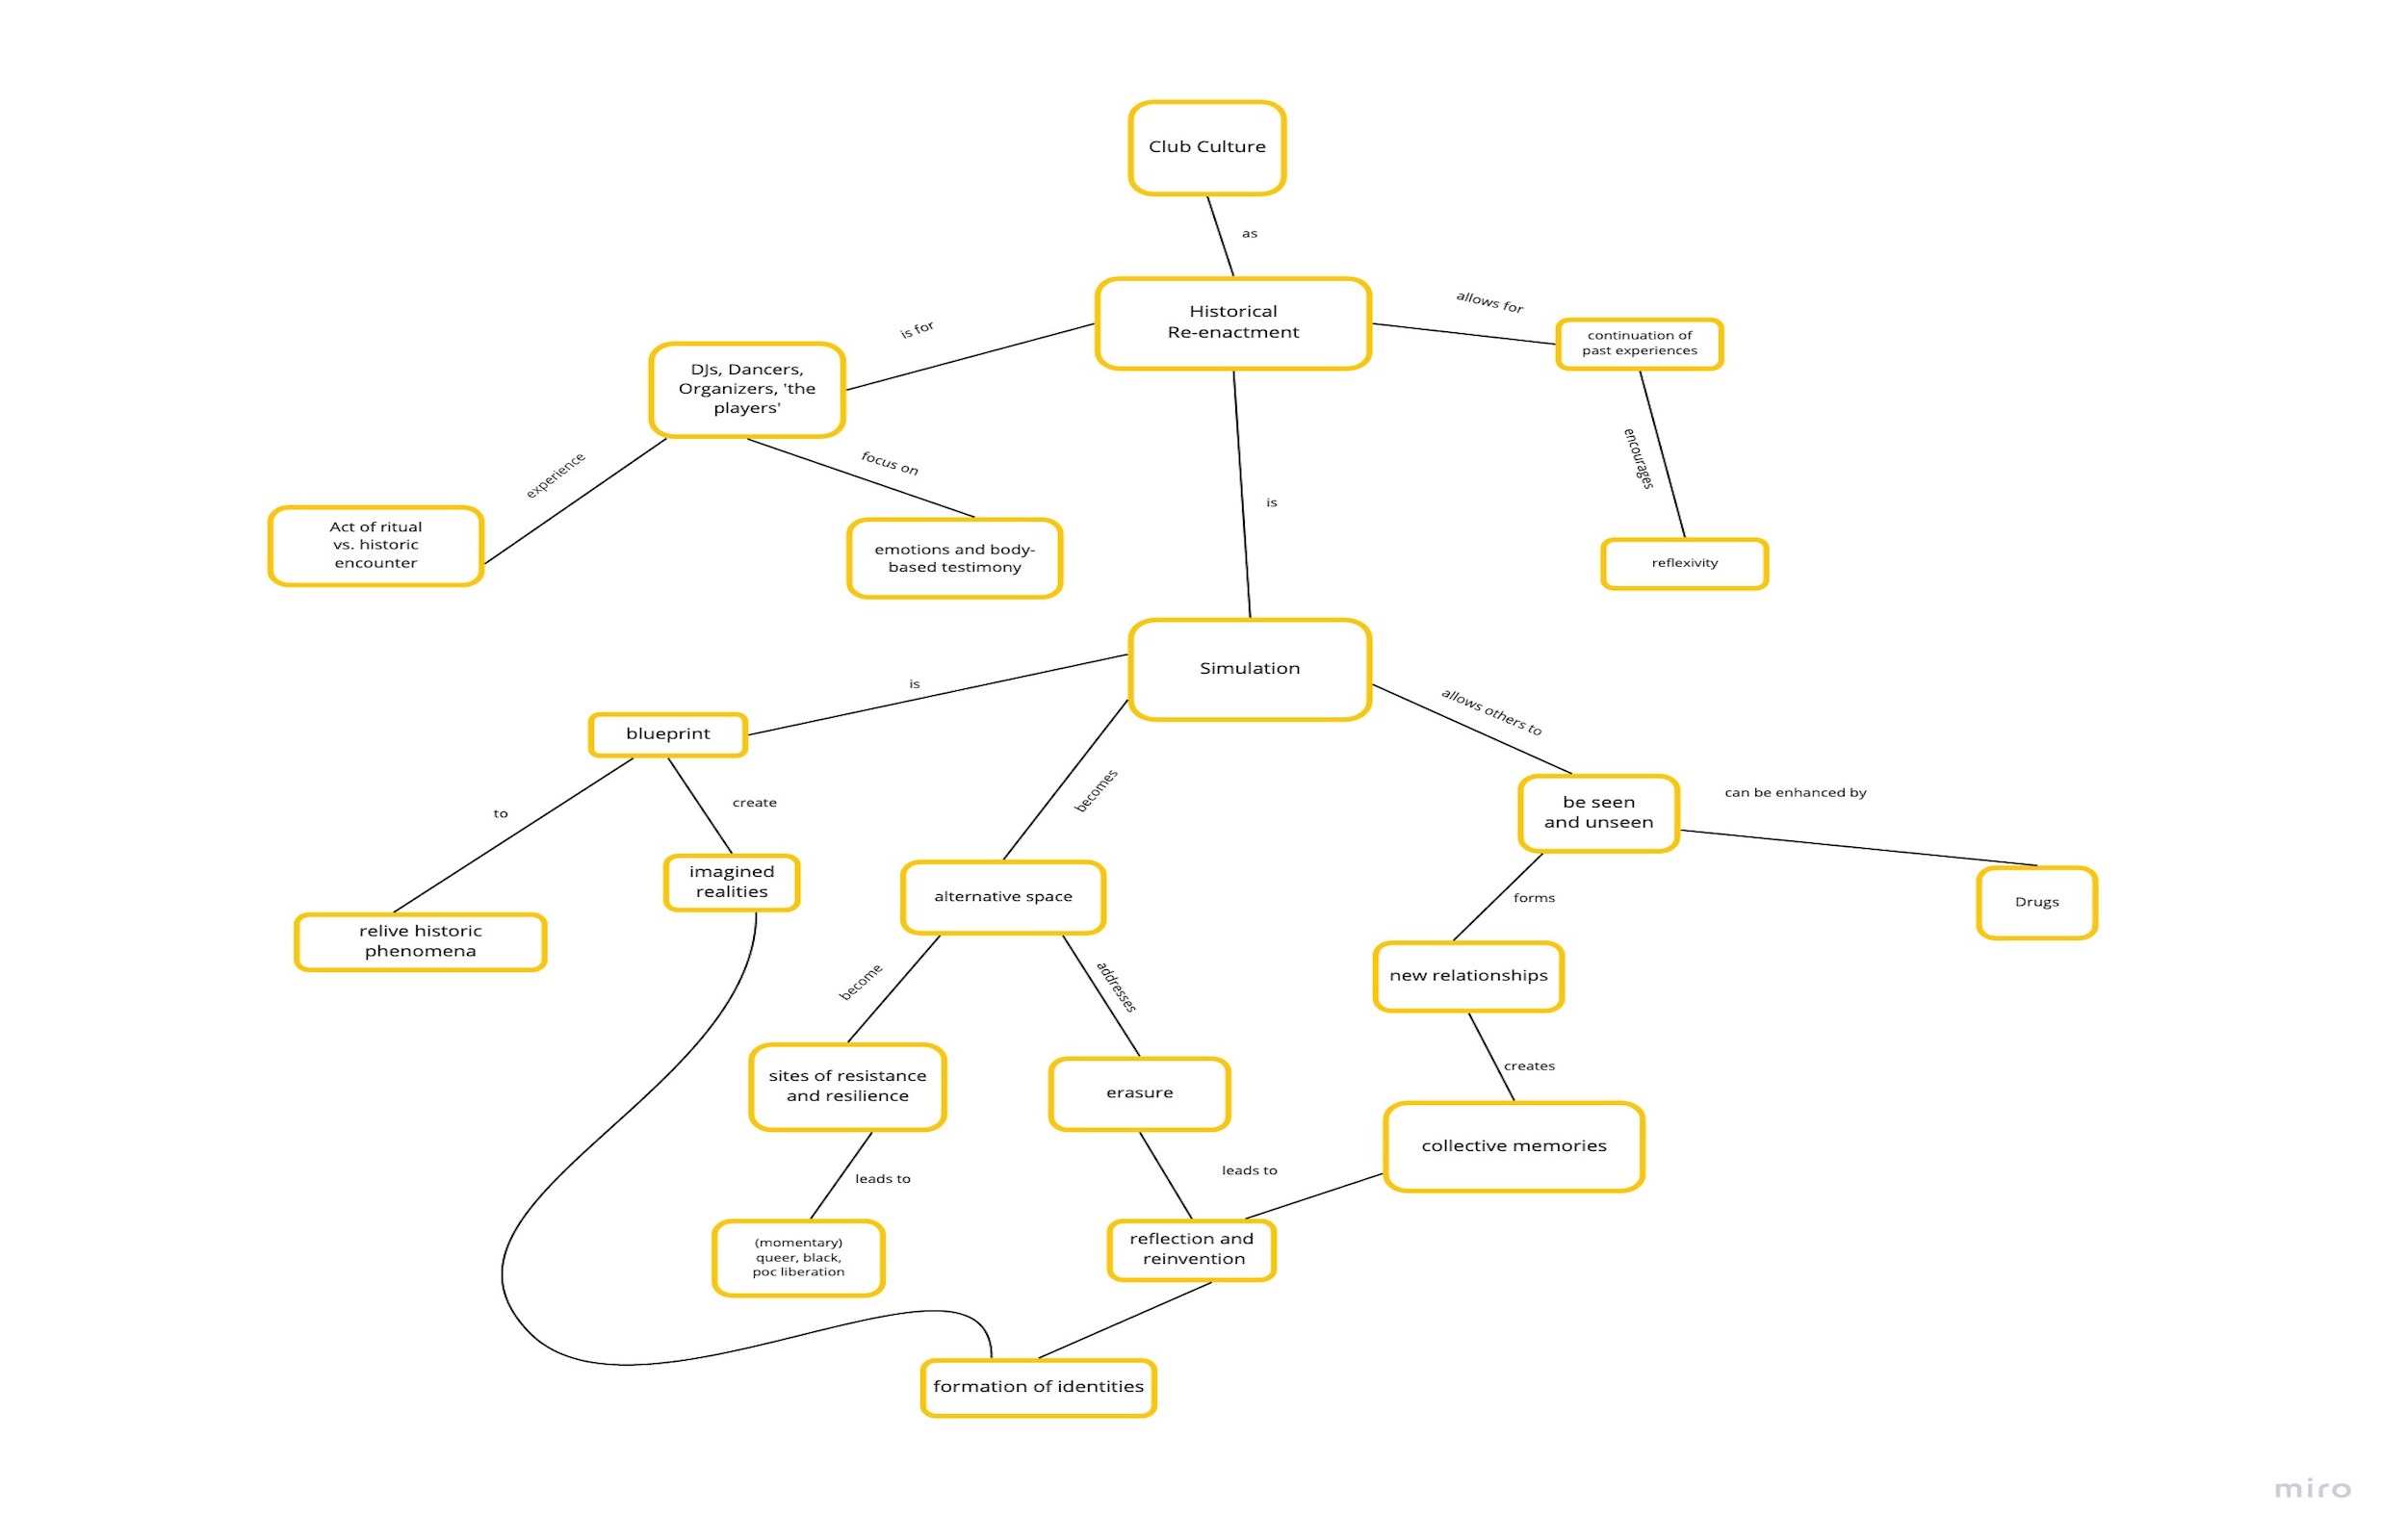 Club Culture
as
Historical
Re-enactment
allows for
is for
continuation of
past experiences
DJs, Dancers,
Organizers, 'the
players'
encourages
experience
focus on
is
Act of ritual
vs. historic
encounter
emotions and body-
based testimony
reflexivity
Simulation
is
allows others to
blueprint
becomes
can be enhanced by
to
create
be seen
and unseen
imagined
realities
alternative space
forms
Drugs
relive historic
phenomena
become
addresses
new relationships
creates
sites of resistance
and resilience
erasure
collective memories
leads to
leads to
(momentary)
queer, black,
poc liberation
reflection and
reinvention
formation of identities
miro